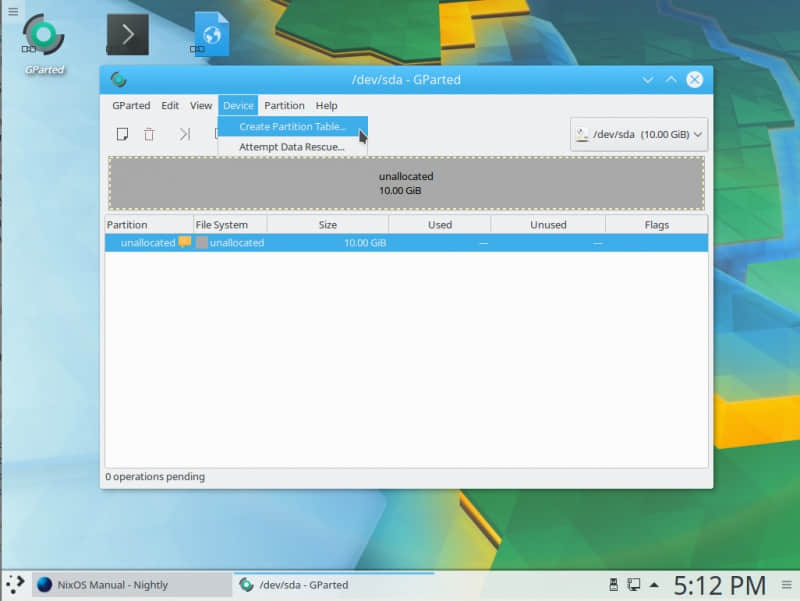 GParted
/dev/sda - GParted
GParted Edit View Device Partition Help
Create Partition Table...
Attempt Data Rescue...
/dev/sda (10.00 GiB)
unallocated
10.00 GiB
Partition File System Size Used Unused Flags
unallocated unallocated 10.00 GiB — —
0 operations pending
NixOS Manual - Nightly /dev/sda - GParted 5:12 PM